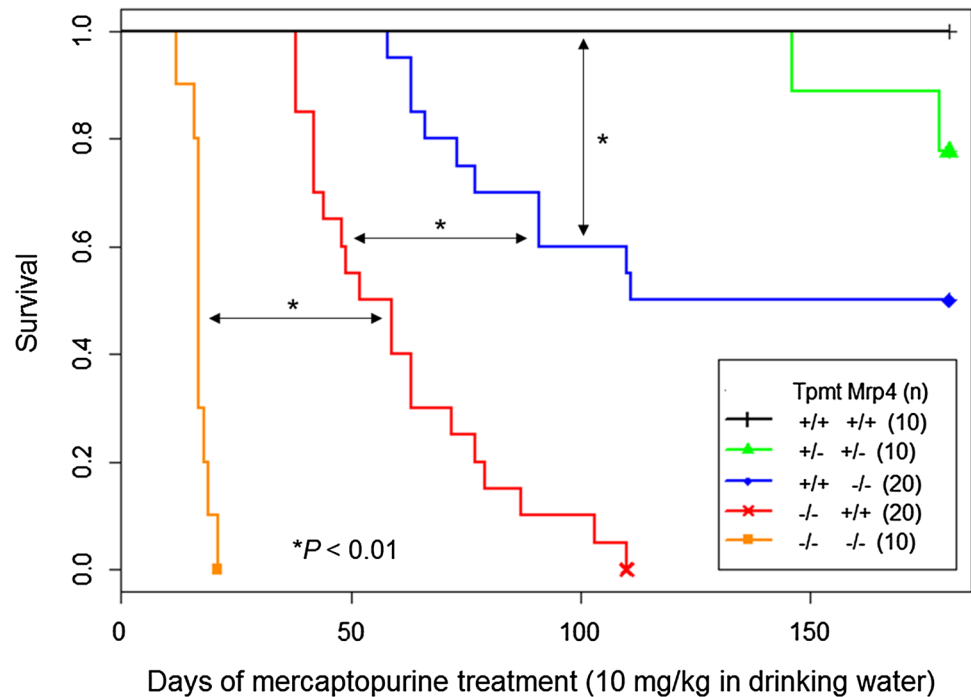 1.0
0.8
0.6
0.4
0.2
0.0
Survival
*
*
*
*P < 0.01
Tpmt Mrp4 (n)
+/+ +/+ (10)
+/- +/- (10)
+/+ -/- (20)
-/- +/+ (20)
-/- -/- (10)
0 50 100 150
Days of mercaptopurine treatment (10 mg/kg in drinking water)